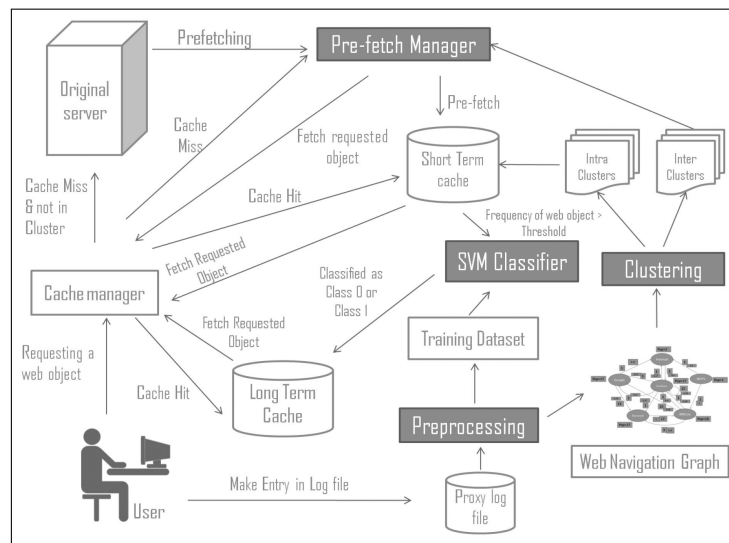 Prefetching
Pre-fetch Manager
Original
server
Cache
Miss
Fetch requested
object
Pre-fetch
Short Term
cache
Intra
Clusters
Inter
Clusters
Cache Miss
& not in
Cluster
Cache Hit
Frequency of web object >
Threshold
Fetch Requested
Object
SVM Classifier
Clustering
Cache manager
Classified as
Class 0 or
Class 1
Fetch Requested
Object
Training Dataset
Requesting a
web object
Cache Hit
Long Term
Cache
Preprocessing
Web Navigation Graph
Make Entry in Log file
Proxy log
file
User